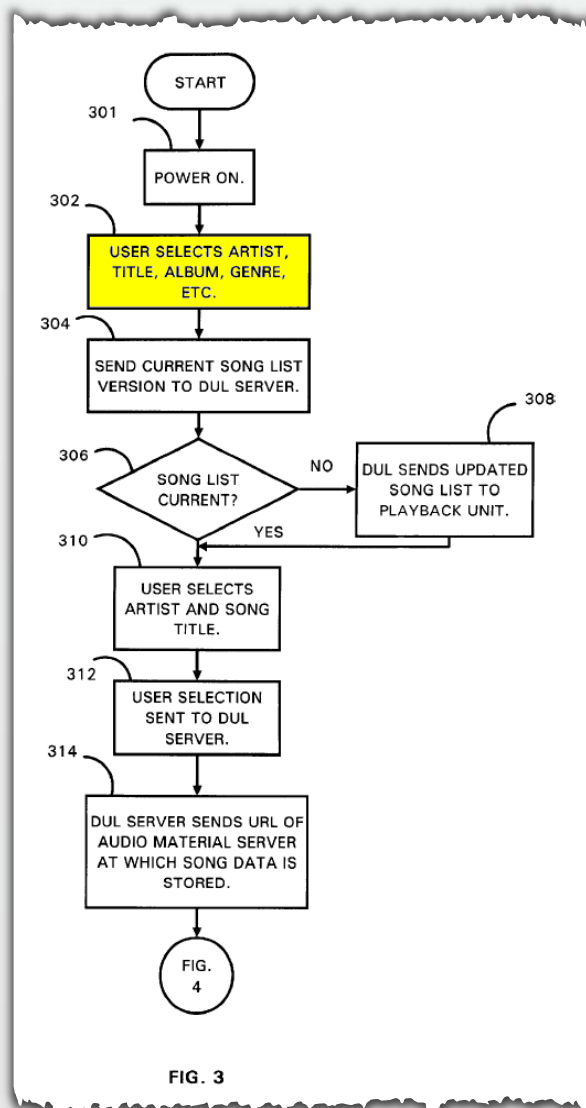 START
301
POWER ON.
302
USER SELECTS ARTIST,
TITLE, ALBUM, GENRE,
ETC.
304
SEND CURRENT SONG LIST
VERSION TO DUL SERVER.
306
SONG LIST
CURRENT?
NO
308
DUL SENDS UPDATED
SONG LIST TO
PLAYBACK UNIT.
YES
310
USER SELECTS
ARTIST AND SONG
TITLE.
312
USER SELECTION
SENT TO DUL
SERVER.
314
DUL SERVER SENDS URL OF
AUDIO MATERIAL SERVER
AT WHICH SONG DATA IS
STORED.
FIG.
4
FIG. 3